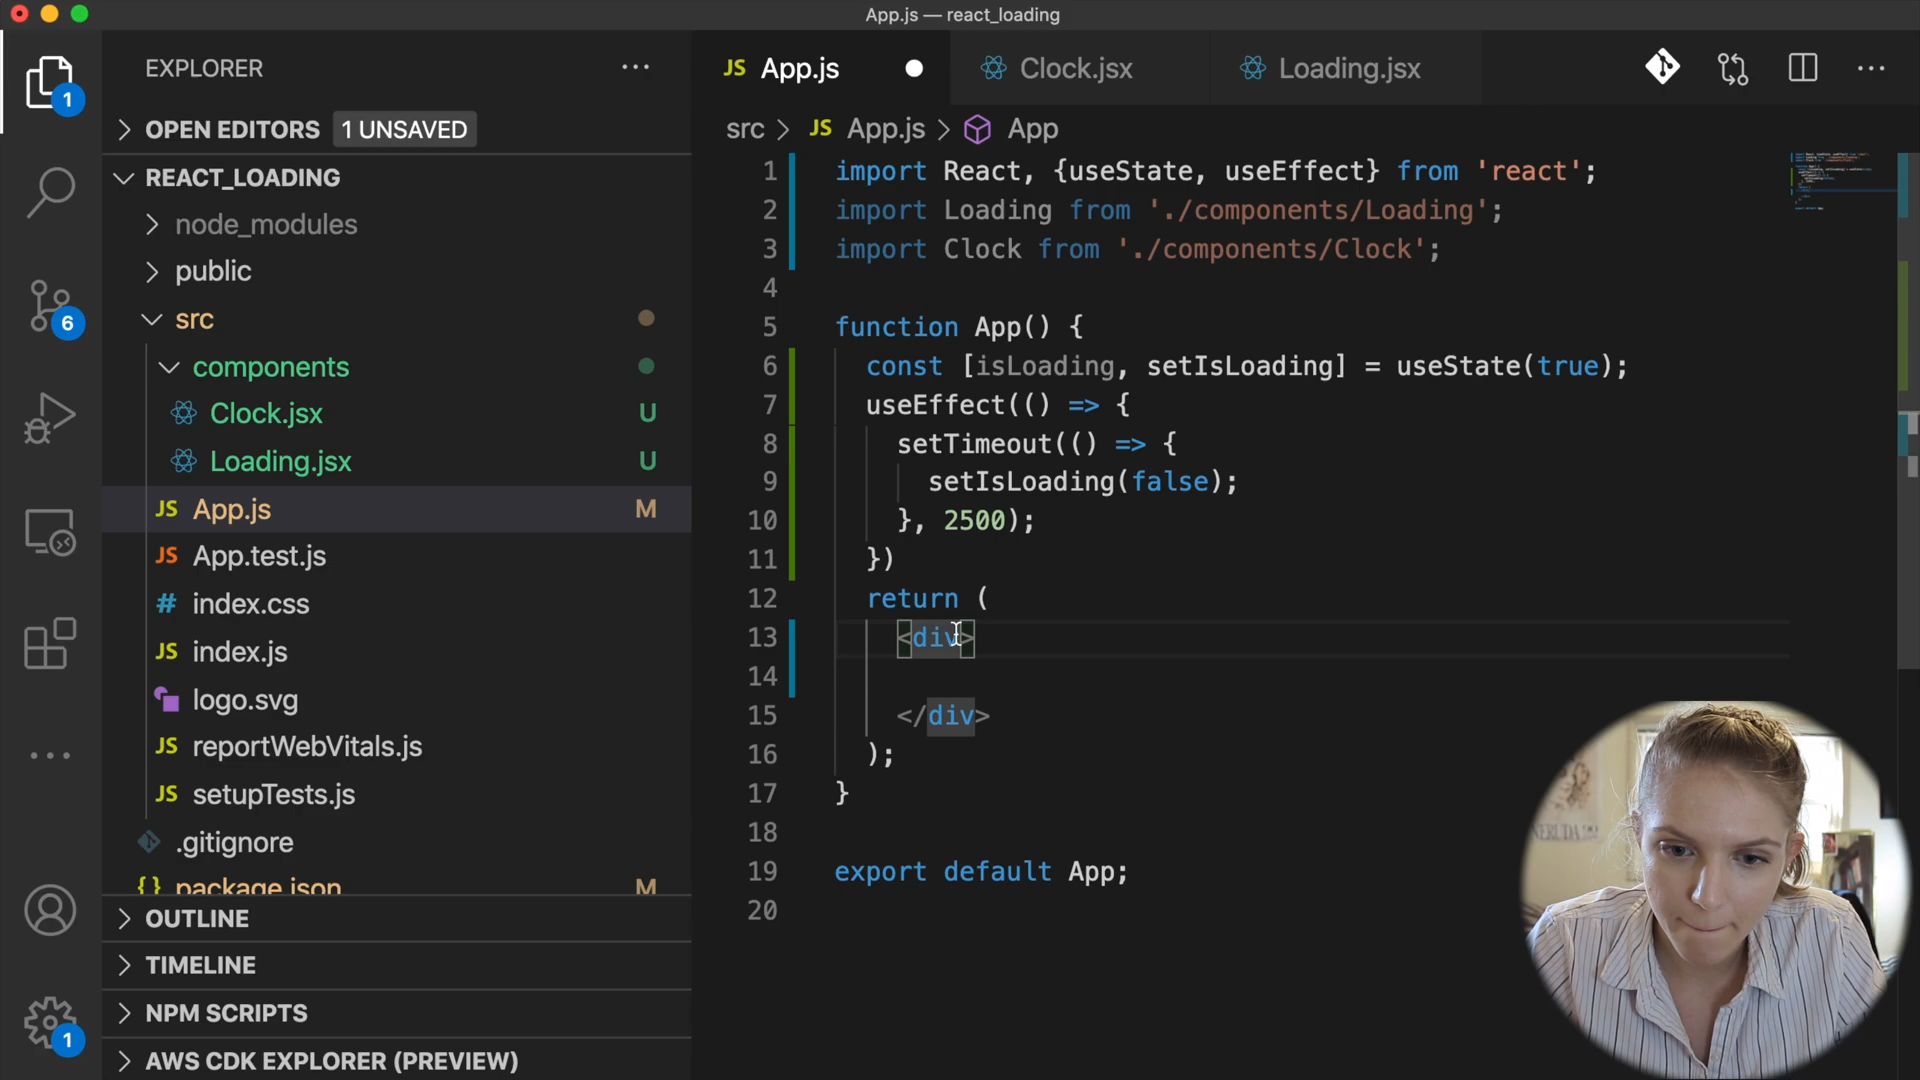 App.js — react_loading
EXPLORER
JS App.js
Clock.jsx
Loading.jsx
1
OPEN EDITORS 1 UNSAVED
src > JS App.js > App
REACT_LOADING
node_modules
public
src
components
Clock.jsx U
Loading.jsx U
JS App.js M
JS App.test.js
# index.css
JS index.js
logo.svg
JS reportWebVitals.js
JS setupTests.js
.gitignore
{} package.json M
OUTLINE
TIMELINE
NPM SCRIPTS
AWS CDK EXPLORER (PREVIEW)
6
1
1 import React, {useState, useEffect} from 'react';
2 import Loading from './components/Loading';
3 import Clock from './components/Clock';
4
5 function App() {
6 const [isLoading, setIsLoading] = useState(true);
7 useEffect(() => {
8 setTimeout(() => {
9 setIsLoading(false);
10 }, 2500);
11 })
12 return (
13 <div>
14
15 </div>
16 );
17 }
18
19 export default App;
20